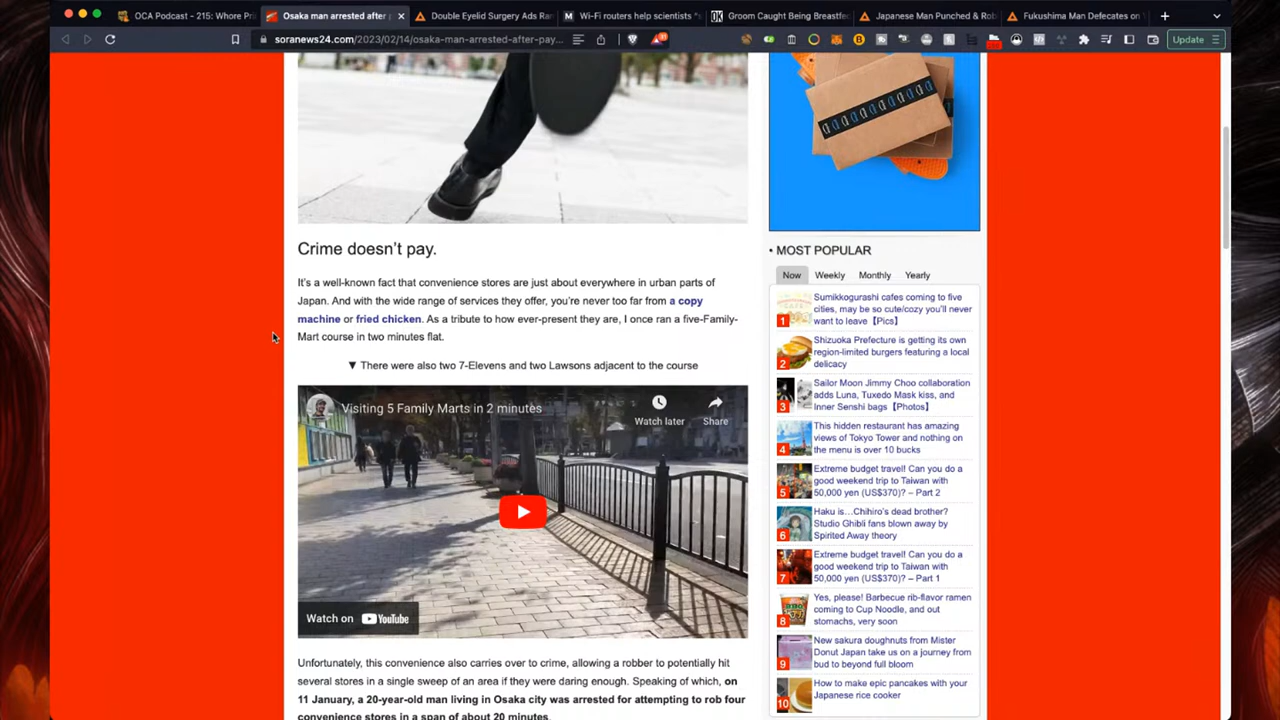 OCA Podcast - 215: Whore Pri
Osaka man arrested after
Double Eyelid Surgery Ads Ra
Wi-Fi routers help scientists "s
Groom Caught Being Breastfe
Japanese Man Punched & Rob
Fukushima Man Defecates on
soranews24.com/2023/02/14/osaka-man-arrested-after-pay...
Update
MOST POPULAR
Now Weekly Monthly Yearly
1 Sumikkogurashi cafes coming to five
cities, may be so cute/cozy you'll never
want to leave【Pics】
2 Shizuoka Prefecture is getting its own
region-limited burgers featuring a local
delicacy
3 Sailor Moon Jimmy Choo collaboration
adds Luna, Tuxedo Mask kiss, and
Inner Senshi bags【Photos】
4 This hidden restaurant has amazing
views of Tokyo Tower and nothing on
the menu is over 10 bucks
5 Extreme budget travel! Can you do a
good weekend trip to Taiwan with
50,000 yen (US$370)? – Part 2
6 Haku is…Chihiro's dead brother?
Studio Ghibli fans blown away by
Spirited Away theory
7 Extreme budget travel! Can you do a
good weekend trip to Taiwan with
50,000 yen (US$370)? – Part 1
8 Yes, please! Barbecue rib-flavor ramen
coming to Cup Noodle, and out
stomachs, very soon
9 New sakura doughnuts from Mister
Donut Japan take us on a journey from
bud to beyond full bloom
10 How to make epic pancakes with your
Japanese rice cooker
Crime doesn't pay.
It's a well-known fact that convenience stores are just about everywhere in urban parts of
Japan. And with the wide range of services they offer, you're never too far from a copy
machine or fried chicken. As a tribute to how ever-present they are, I once ran a five-Family-
Mart course in two minutes flat.
▼ There were also two 7-Elevens and two Lawsons adjacent to the course
Visiting 5 Family Marts in 2 minutes
Watch later
Share
Watch on YouTube
Unfortunately, this convenience also carries over to crime, allowing a robber to potentially hit
several stores in a single sweep of an area if they were daring enough. Speaking of which, on
11 January, a 20-year-old man living in Osaka city was arrested for attempting to rob four
convenience stores in a span of about 20 minutes.